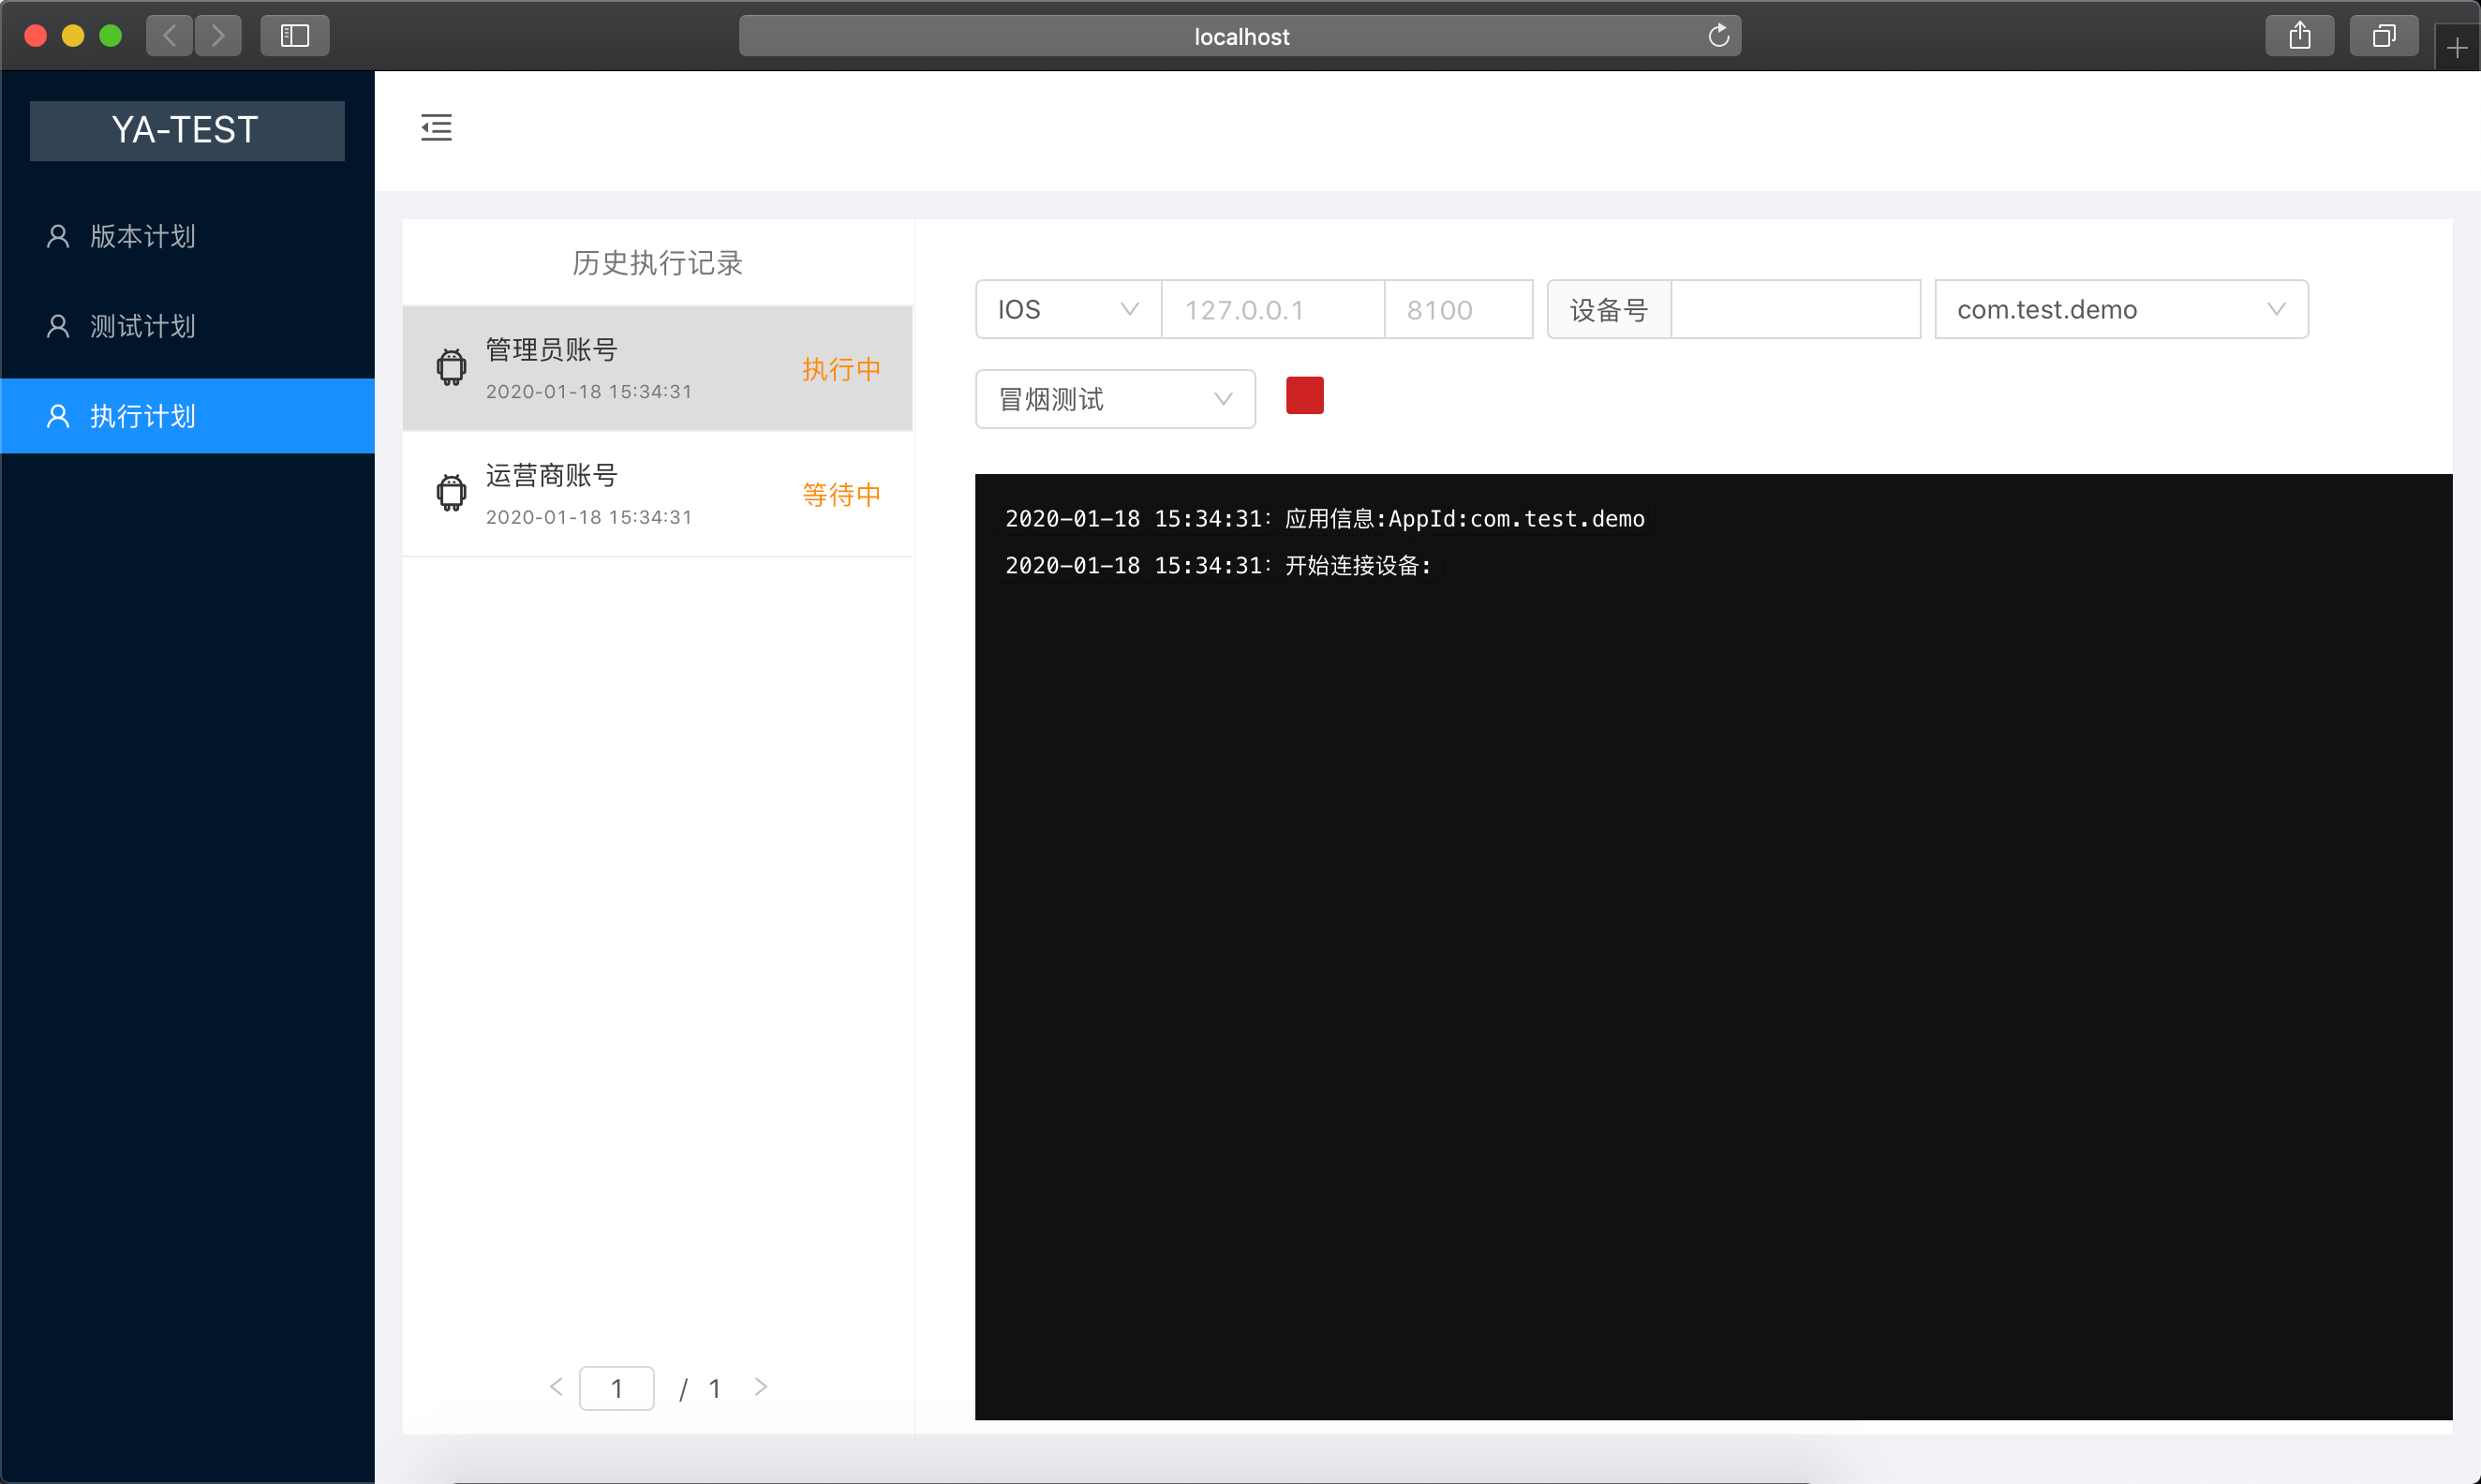 localhost
YA-TEST
版本计划
测试计划
执行计划
历史执行记录
管理员账号
2020-01-18 15:34:31
执行中
运营商账号
2020-01-18 15:34:31
等待中
1 / 1
IOS 127.0.0.1 8100 设备号 com.test.demo
冒烟测试
2020-01-18 15:34:31: 应用信息:AppId:com.test.demo
2020-01-18 15:34:31: 开始连接设备: